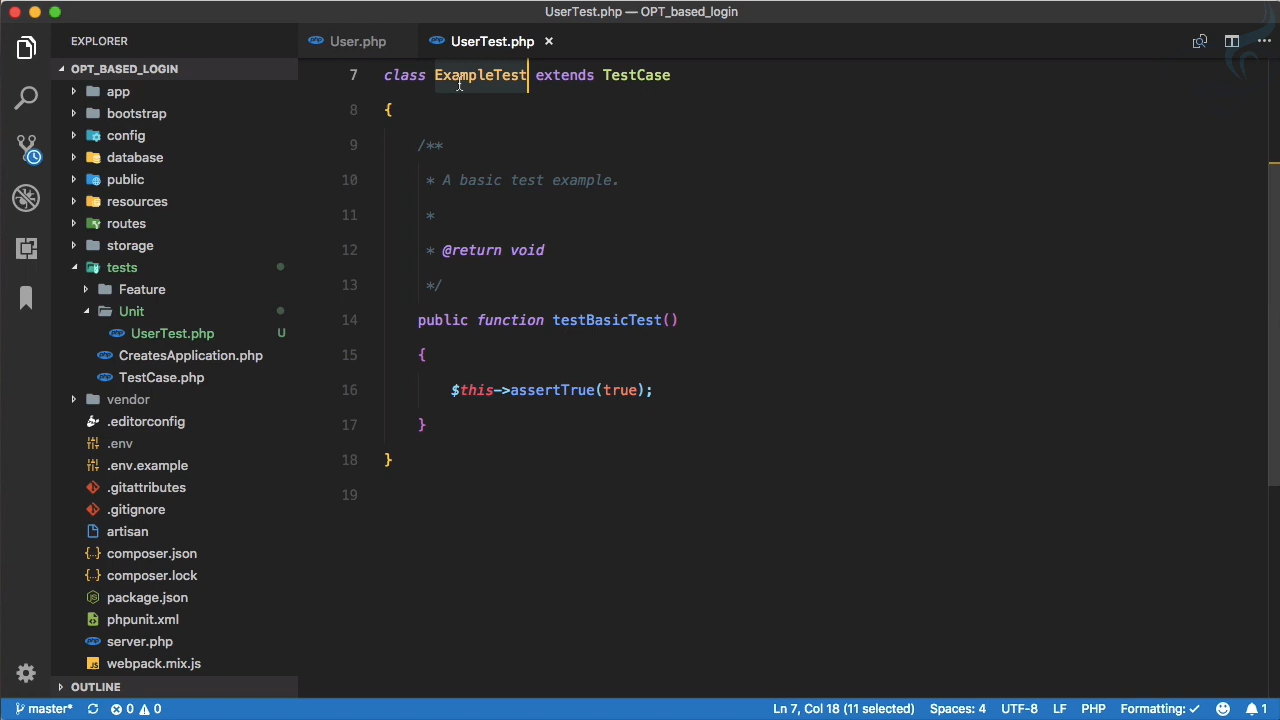 UserTest.php — OPT_based_login
EXPLORER
User.php
UserTest.php
OPT_BASED_LOGIN
app
bootstrap
config
database
public
resources
routes
storage
tests
Feature
Unit
UserTest.php U
CreatesApplication.php
TestCase.php
vendor
.editorconfig
.env
.env.example
.gitattributes
.gitignore
artisan
composer.json
composer.lock
package.json
phpunit.xml
server.php
webpack.mix.js
OUTLINE
7 class ExampleTest extends TestCase
8 {
9 /**
10 * A basic test example.
11 *
12 * @return void
13 */
14 public function testBasicTest()
15 {
16 $this->assertTrue(true);
17 }
18 }
19
master* 0 0 Ln 7, Col 18 (11 selected) Spaces: 4 UTF-8 LF PHP Formatting: ✓ 1